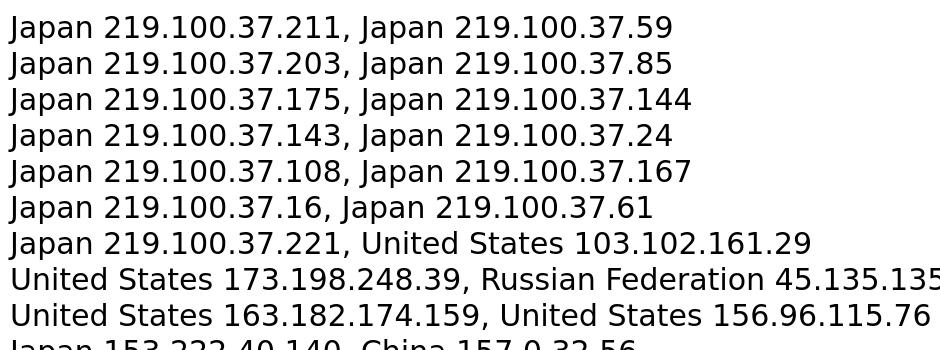 Japan 219.100.37.211, Japan 219.100.37.59
Japan 219.100.37.203, Japan 219.100.37.85
Japan 219.100.37.175, Japan 219.100.37.144
Japan 219.100.37.143, Japan 219.100.37.24
Japan 219.100.37.108, Japan 219.100.37.167
Japan 219.100.37.16, Japan 219.100.37.61
Japan 219.100.37.221, United States 103.102.161.29
United States 173.198.248.39, Russian Federation 45.135.135
United States 163.182.174.159, United States 156.96.115.76
Japan 153.222.40.140, China 157.0.32.56